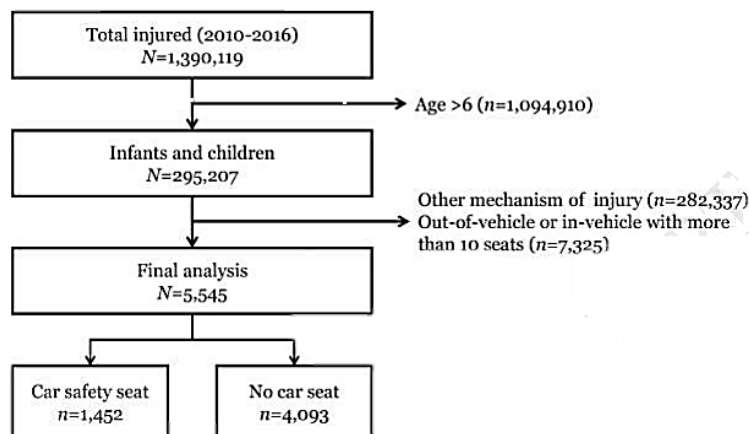 Total injured (2010-2016)
N=1,390,119
Age >6 (n=1,094,910)
Infants and children
N=295,207
Other mechanism of injury (n=282,337)
Out-of-vehicle or in-vehicle with more
than 10 seats (n=7,325)
Final analysis
N=5,545
Car safety seat
n=1,452
No car seat
n=4,093